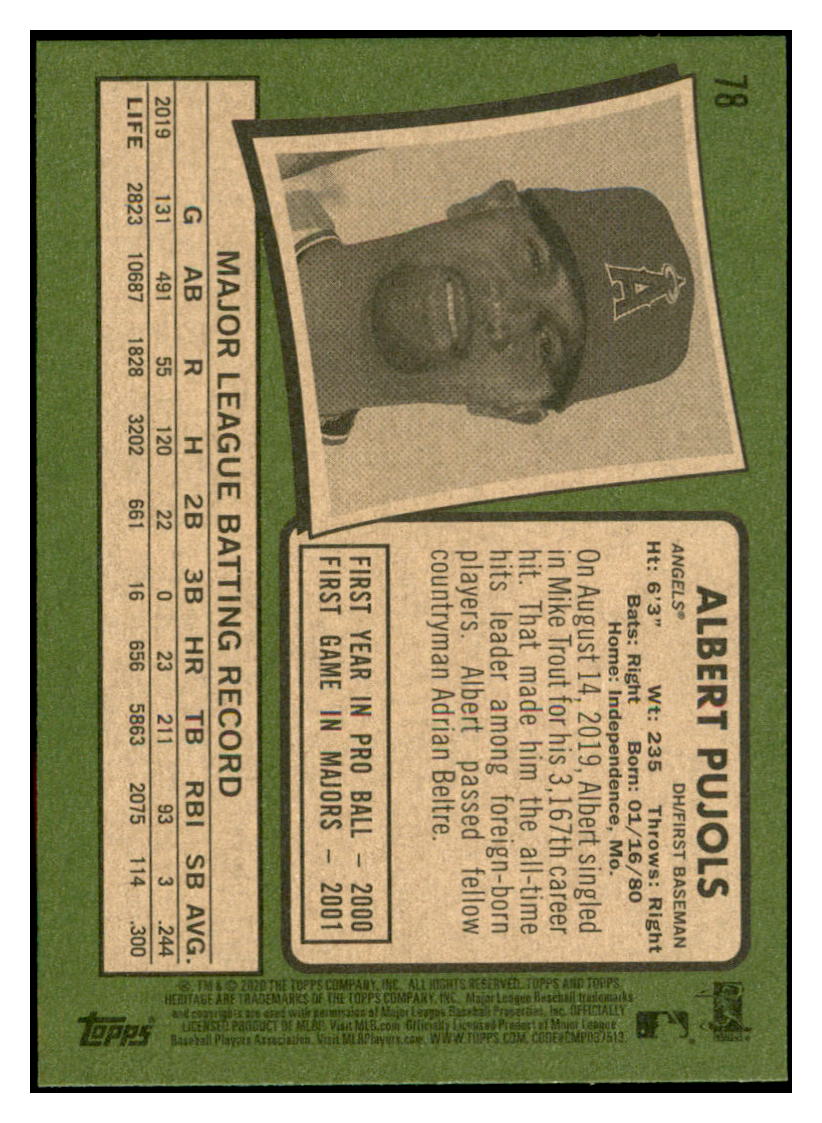 78
A
ALBERT PUJOLS
ANGELS® DH/FIRST BASEMAN
Ht: 6'3" Wt: 235 Throws: Right
Bats: Right Born: 01/16/80
Home: Independence, Mo.
On August 14, 2019, Albert singled
in Mike Trout for his 3,167th career
hit. That made him the all-time
hits leader among foreign-born
players. Albert passed fellow
countryman Adrian Beltre.
FIRST YEAR IN PRO BALL – 2000
FIRST GAME IN MAJORS – 2001
MAJOR LEAGUE BATTING RECORD
G AB R H 2B 3B HR TB RBI SB AVG.
2019 131 491 55 120 22 0 23 211 93 3 .244
LIFE 2823 10687 1828 3202 661 16 656 5863 2075 114 .300
®, TM & © 2020 THE TOPPS COMPANY, INC. ALL RIGHTS RESERVED. TOPPS AND TOPPS
HERITAGE ARE TRADEMARKS OF THE TOPPS COMPANY, INC. Major League Baseball trademarks
and copyrights are used with permission of Major League Baseball Properties, Inc. OFFICIALLY
LICENSED PRODUCT OF MLBPI. Visit MLB.com Officially Licensed Product of Major League
Baseball Players Association. Visit MLBPlayers.com. WWW.TOPPS.COM. CODE#CMP087513.
topps